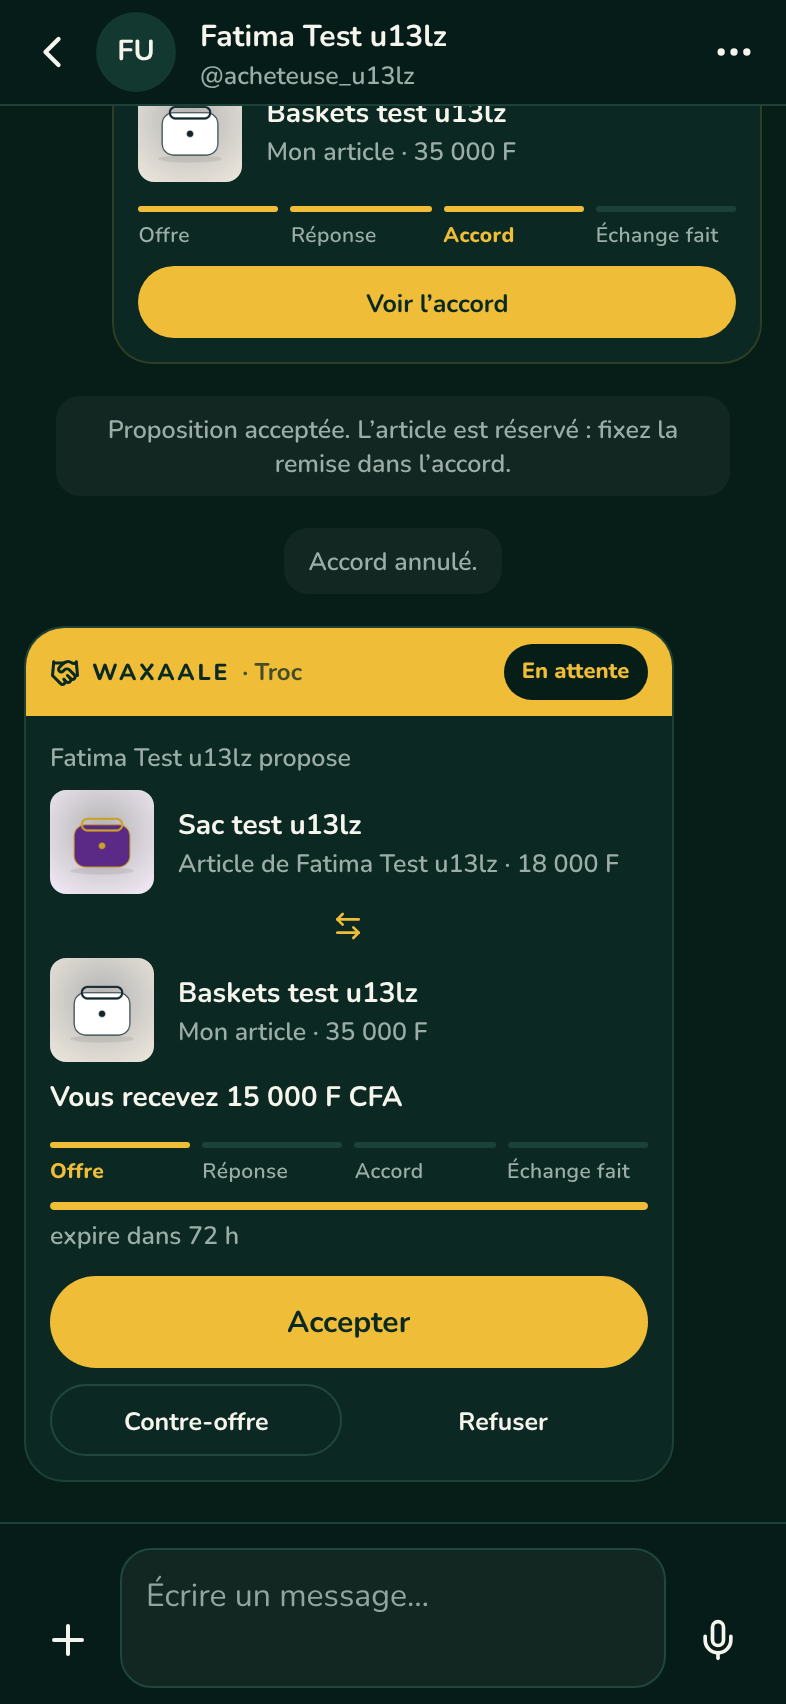 FU
Fatima Test u13lz
@acheteuse_u13lz
Baskets test u13lz
Mon article · 35 000 F
Offre
Réponse
Accord
Échange fait
Voir l’accord
Proposition acceptée. L’article est réservé : fixez la
remise dans l’accord.
Accord annulé.
WAXAALE · Troc
En attente
Fatima Test u13lz propose
Sac test u13lz
Article de Fatima Test u13lz · 18 000 F
Baskets test u13lz
Mon article · 35 000 F
Vous recevez 15 000 F CFA
Offre
Réponse
Accord
Échange fait
expire dans 72 h
Accepter
Contre-offre
Refuser
Écrire un message...